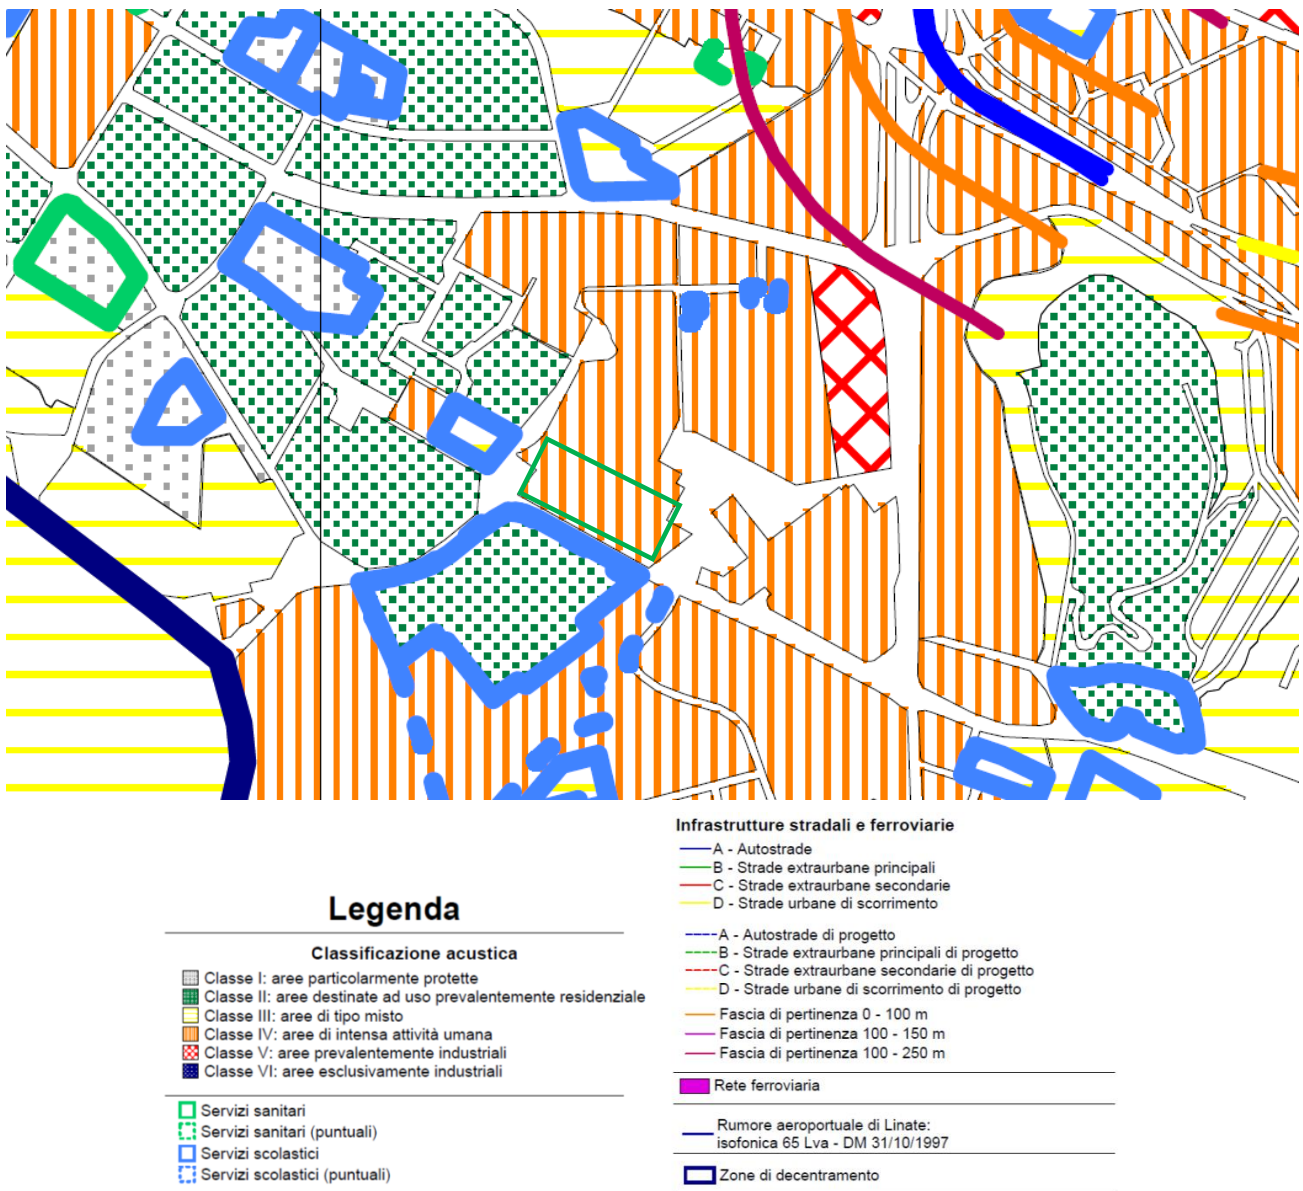 Legenda
Classificazione acustica
Classe I: aree particolarmente protette
Classe II: aree destinate ad uso prevalentemente residenziale
Classe III: aree di tipo misto
Classe IV: aree di intensa attività umana
Classe V: aree prevalentemente industriali
Classe VI: aree esclusivamente industriali
Servizi sanitari
Servizi sanitari (puntuali)
Servizi scolastici
Servizi scolastici (puntuali)
Infrastrutture stradali e ferroviarie
A - Autostrade
B - Strade extraurbane principali
C - Strade extraurbane secondarie
D - Strade urbane di scorrimento
A - Autostrade di progetto
B - Strade extraurbane principali di progetto
C - Strade extraurbane secondarie di progetto
D - Strade urbane di scorrimento di progetto
Fascia di pertinenza 0 - 100 m
Fascia di pertinenza 100 - 150 m
Fascia di pertinenza 100 - 250 m
Rete ferroviaria
Rumore aeroportuale di Linate:
isofonica 65 Lva - DM 31/10/1997
Zone di decentramento